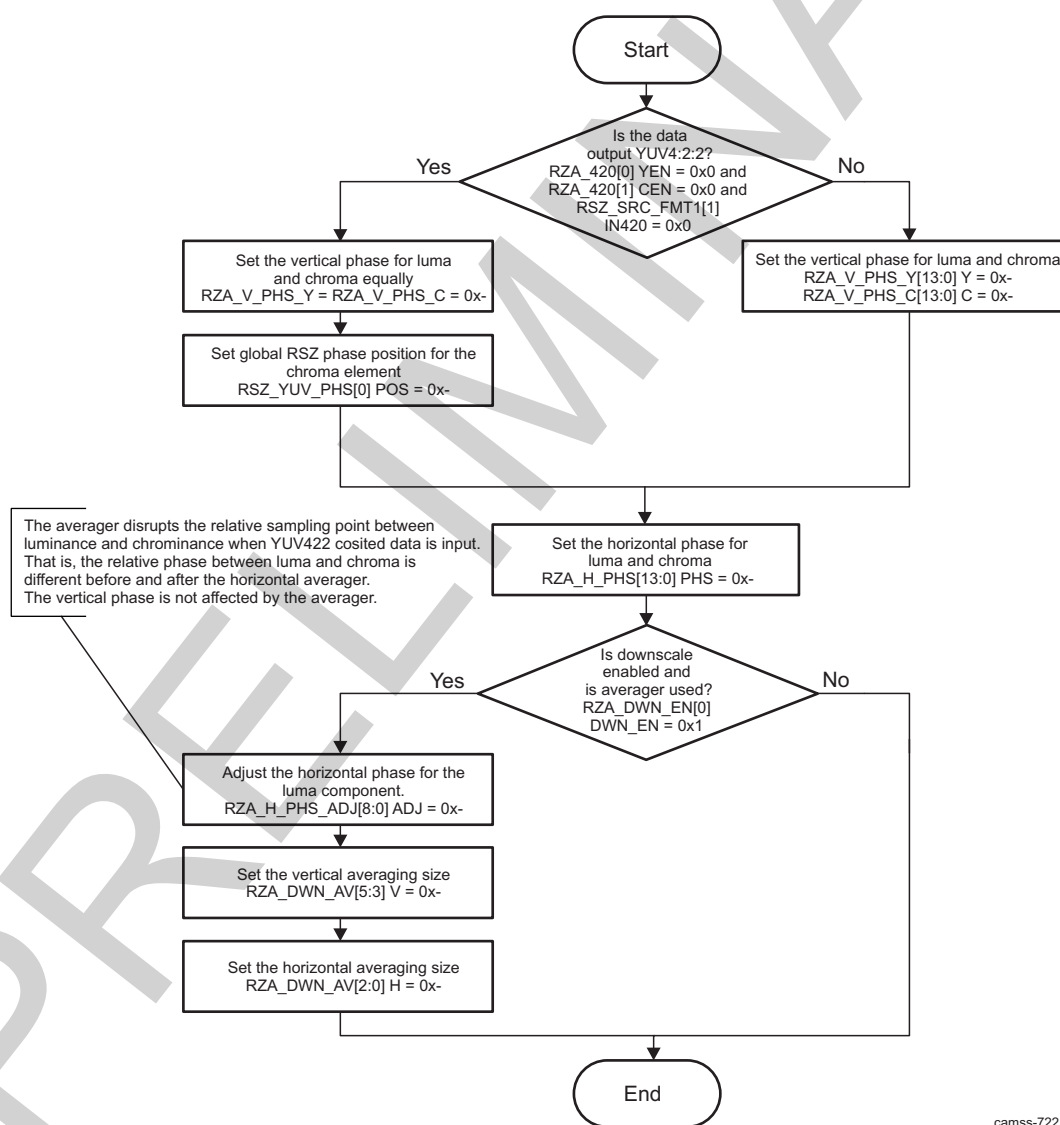 Start
Is the data
output YUV4:2:2?
RZA_420[0] YEN = 0x0 and
RZA_420[1] CEN = 0x0 and
RSZ_SRC_FMT1[1]
IN420 = 0x0
Yes
No
Set the vertical phase for luma
and chroma equally
RZA_V_PHS_Y = RZA_V_PHS_C = 0x-
Set the vertical phase for luma and chroma
RZA_V_PHS_Y[13:0] Y = 0x-
RZA_V_PHS_C[13:0] C = 0x-
Set global RSZ phase position for the
chroma element
RSZ_YUV_PHS[0] POS = 0x-
The averager disrupts the relative sampling point between
luminance and chrominance when YUV422 cosited data is input.
That is, the relative phase between luma and chroma is
different before and after the horizontal averager.
The vertical phase is not affected by the averager.
Set the horizontal phase for
luma and chroma
RZA_H_PHS[13:0] PHS = 0x-
Is downscale
enabled and
is averager used?
RZA_DWN_EN[0]
DWN_EN = 0x1
Yes
No
Adjust the horizontal phase for the
luma component.
RZA_H_PHS_ADJ[8:0] ADJ = 0x-
Set the vertical averaging size
RZA_DWN_AV[5:3] V = 0x-
Set the horizontal averaging size
RZA_DWN_AV[2:0] H = 0x-
End
camss-722
PRELIMINA